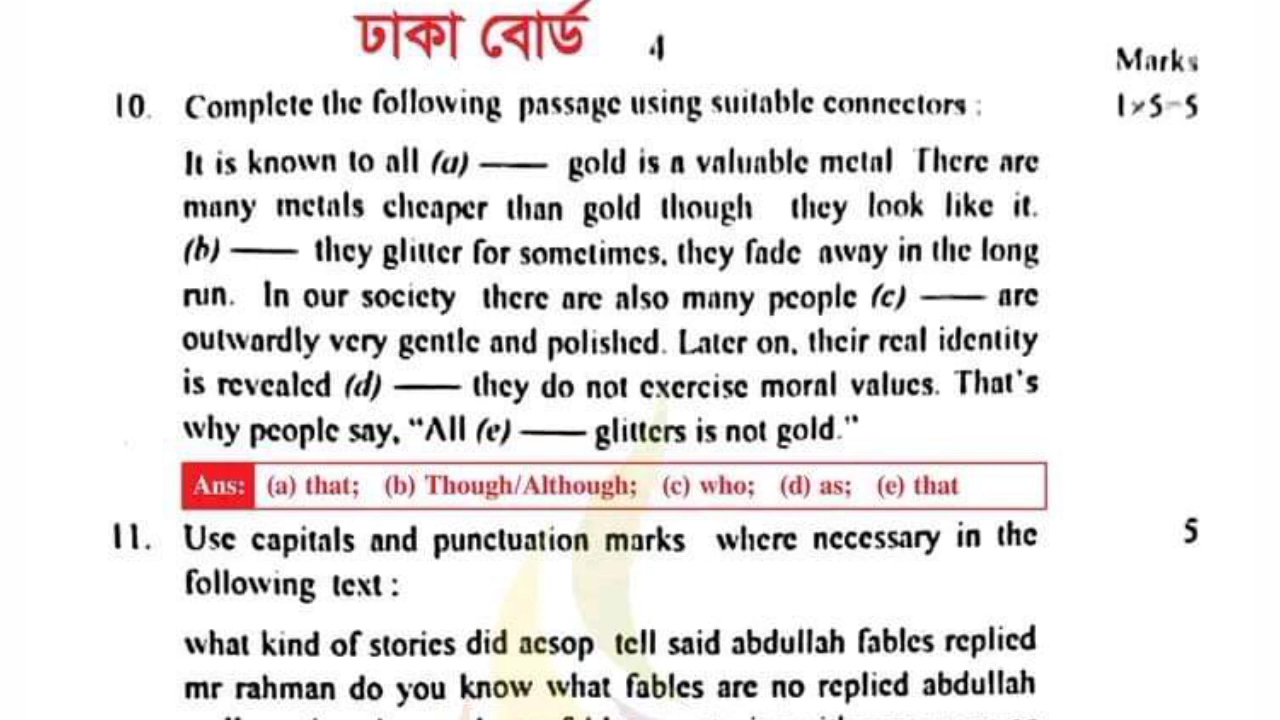 ঢাকা বোর্ড
4
Marks
10. Complete the following passage using suitable connectors : 1×5=5
It is known to all (a) —— gold is a valuable metal There are
many metals cheaper than gold though they look like it.
(b) —— they glitter for sometimes, they fade away in the long
run. In our society there are also many people (c) —— are
outwardly very gentle and polished. Later on, their real identity
is revealed (d) —— they do not exercise moral values. That's
why people say, “All (e) —— glitters is not gold.”
Ans: (a) that; (b) Though/Although; (c) who; (d) as; (e) that
11. Use capitals and punctuation marks where necessary in the 5
following text :
what kind of stories did aesop tell said abdullah fables replied
mr rahman do you know what fables are no replied abdullah